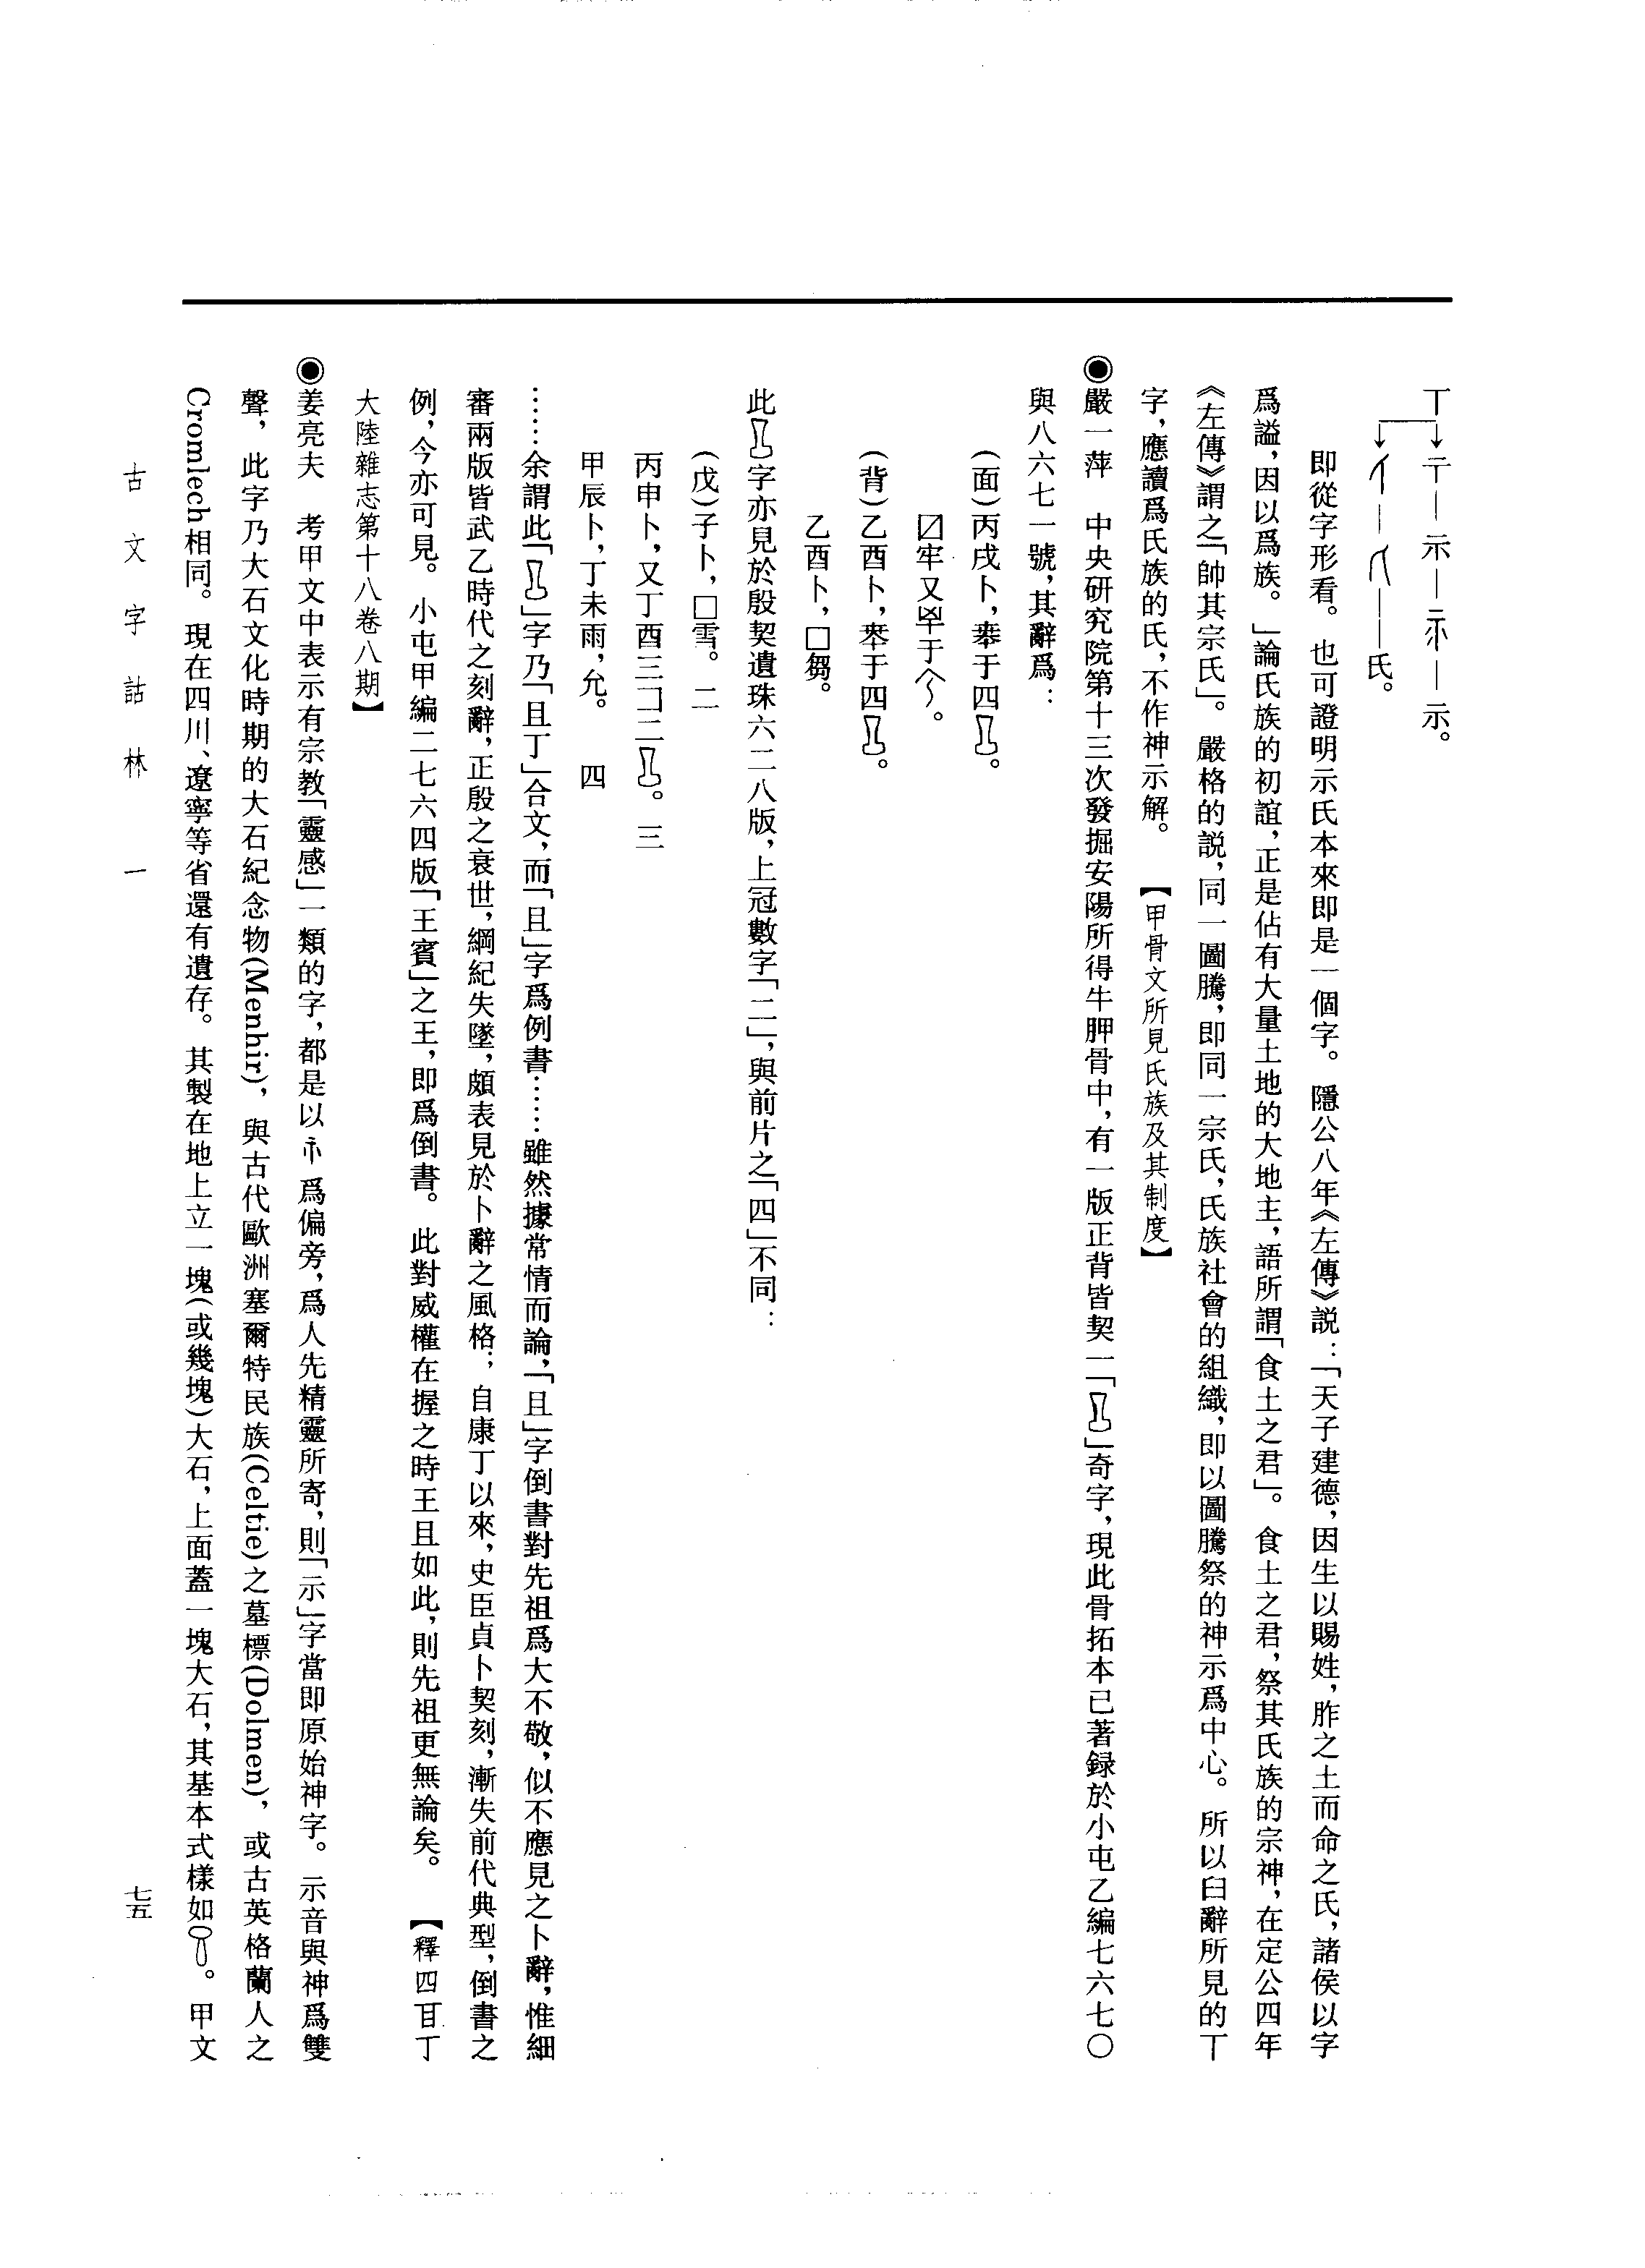 丅—示—示。
氏。
即從字形看。也可證明示氏本來即是一個字。隱公八年《左傳》説：「天子建德，因生以賜姓，胙之土而命之氏，諸侯以字
爲謚，因以爲族。」論氏族的初誼，正是佔有大量土地的大地主，語所謂「食土之君」。食土之君，祭其氏族的宗神，在定公四年
《左傳》謂之「帥其宗氏」。嚴格的説，同一圖騰，即同一宗氏，氏族社會的組織，即以圖騰祭的神示爲中心。所以臼辭所見的丅
字，應讀爲氏族的氏，不作神示解。【甲骨文所見氏族及其制度】
◉嚴一萍　中央研究院第十三次發掘安陽所得牛胛骨中，有一版正背皆契一「」奇字，現此骨拓本已著録於小屯乙編七六七〇
與八六七一號，其辭爲：
（面）丙戌卜，于四。
牢又于。
（背）乙酉卜，于四。
乙酉卜，□芻。
此字亦見於殷契遺珠六二八版，上冠數字「二」，與前片之「四」不同：
（戊）子卜，□雪。二
丙申卜，又丁酉三二。三
甲辰卜，丁未雨，允。　四
……余謂此「」字乃「且丁」合文，而「且」字爲例書……雖然據常情而論，「且」字倒書對先祖爲大不敬，似不應見之卜辭，惟細
審兩版皆武乙時代之刻辭，正殷之衰世，綱紀失墜，頗表見於卜辭之風格；自康丁以來，史臣貞卜契刻，漸失前代典型，倒書之
例，今亦可見。小屯甲編二七六四版「王賓」之王，即爲倒書。此對威權在握之時王且如此，則先祖更無論矣。【釋四丁
大陸雜志第十八卷八期】
◉姜亮夫　考甲文中表示有宗教「靈感」一類的字，都是以爲偏旁，爲人先精靈所寄，則「示」字當即原始神字。示音與神爲雙
聲，此字乃大石文化時期的大石紀念物(Menhir)，與古代歐洲塞爾特民族(Celtie)之墓標(Dolmen)，或古英格蘭人之
Cromlech相同。現在四川、遼寧等省還有遺存。其製在地上立一塊（或幾塊）大石，上面蓋一塊大石，其基本式樣如。甲文
古文字詁林　一
七五